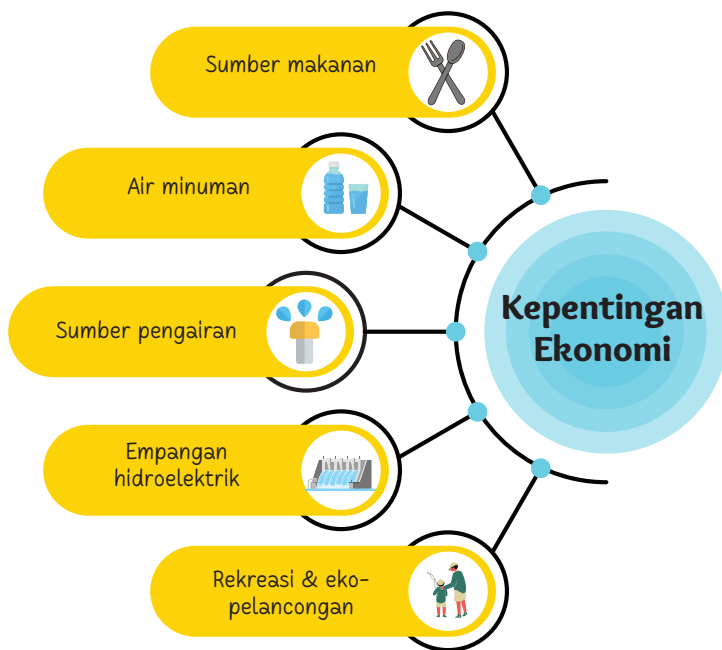 Sumber makanan
Air minuman
Sumber pengairan
Empangan
hidroelektrik
Rekreasi & eko-
pelancongan
Kepentingan
Ekonomi